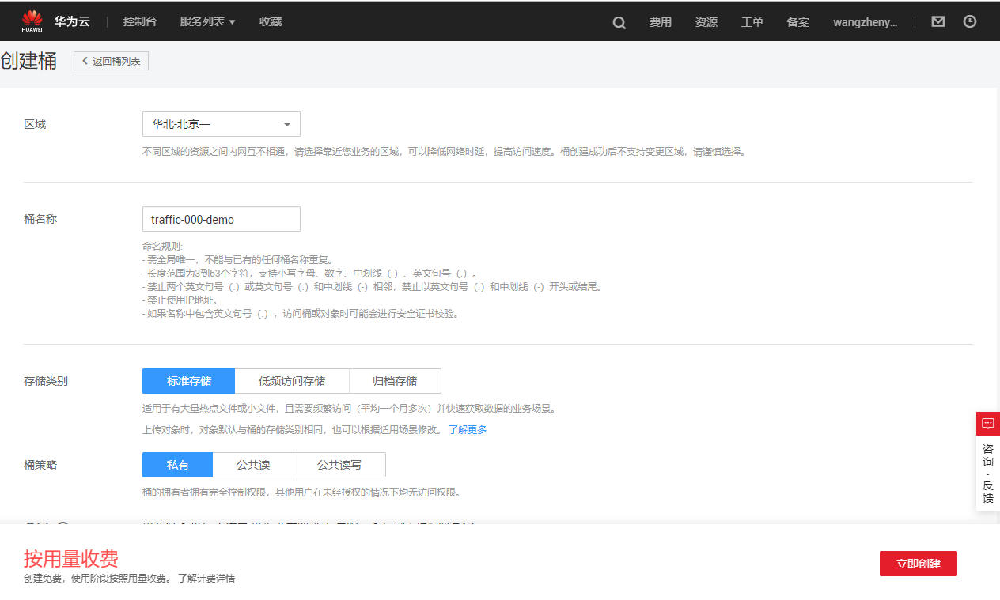 HUAWEI 华为云 控制台 服务列表 收藏 费用 资源 工单 备案 wangzheny...
创建桶 返回桶列表
区域 华北-北京一
不同区域的资源之间内网互不相通，请选择靠近您业务的区域，可以降低网络时延，提高访问速度。桶创建成功后不支持变更区域，请谨慎选择。
桶名称 traffic-000-demo
命名规则:
- 需全局唯一，不能与已有的任何桶名称重复。
- 长度范围为3到63个字符，支持小写字母、数字、中划线（-）、英文句号（.）。
- 禁止两个英文句号（.）或英文句号（.）和中划线（-）相邻，禁止以英文句号（.）和中划线（-）开头或结尾。
- 禁止使用IP地址。
- 如果名称中包含英文句号（.），访问桶或对象时可能会进行安全证书校验。
存储类别 标准存储 低频访问存储 归档存储
适用于有大量热点文件或小文件，且需要频繁访问（平均一个月多次）并快速获取数据的业务场景。
上传对象时，对象默认与桶的存储类别相同，也可以根据适用场景修改。 了解更多
桶策略 私有 公共读 公共读写
桶的拥有者拥有完全控制权限，其他用户在未经授权的情况下均无访问权限。
咨询·反馈
按用量收费
创建免费，使用阶段按照用量收费。 了解计费详情
立即创建